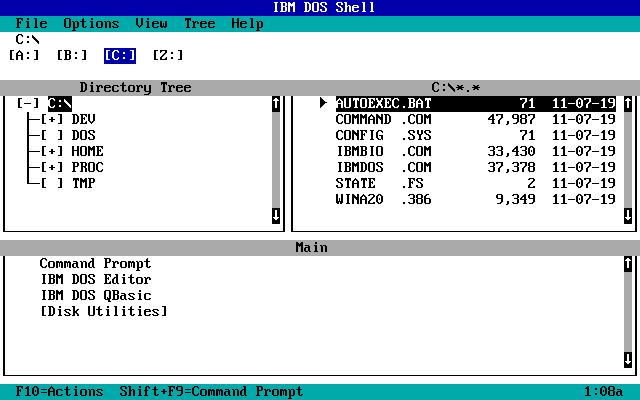 IBM DOS Shell
File Options View Tree Help
C:\
[A:] [B:] [C:] [Z:]
Directory Tree
[–] C:\
[+] DEV
[ ] DOS
[+] HOME
[+] PROC
[ ] TMP
C:\*.*
AUTOEXEC.BAT 71 11-07-19
COMMAND .COM 47,987 11-07-19
CONFIG .SYS 71 11-07-19
IBMBIO .COM 33,430 11-07-19
IBMDOS .COM 37,378 11-07-19
STATE .FS 2 11-07-19
WINA20 .386 9,349 11-07-19
Main
Command Prompt
IBM DOS Editor
IBM DOS QBasic
[Disk Utilities]
F10=Actions Shift+F9=Command Prompt 1:08a